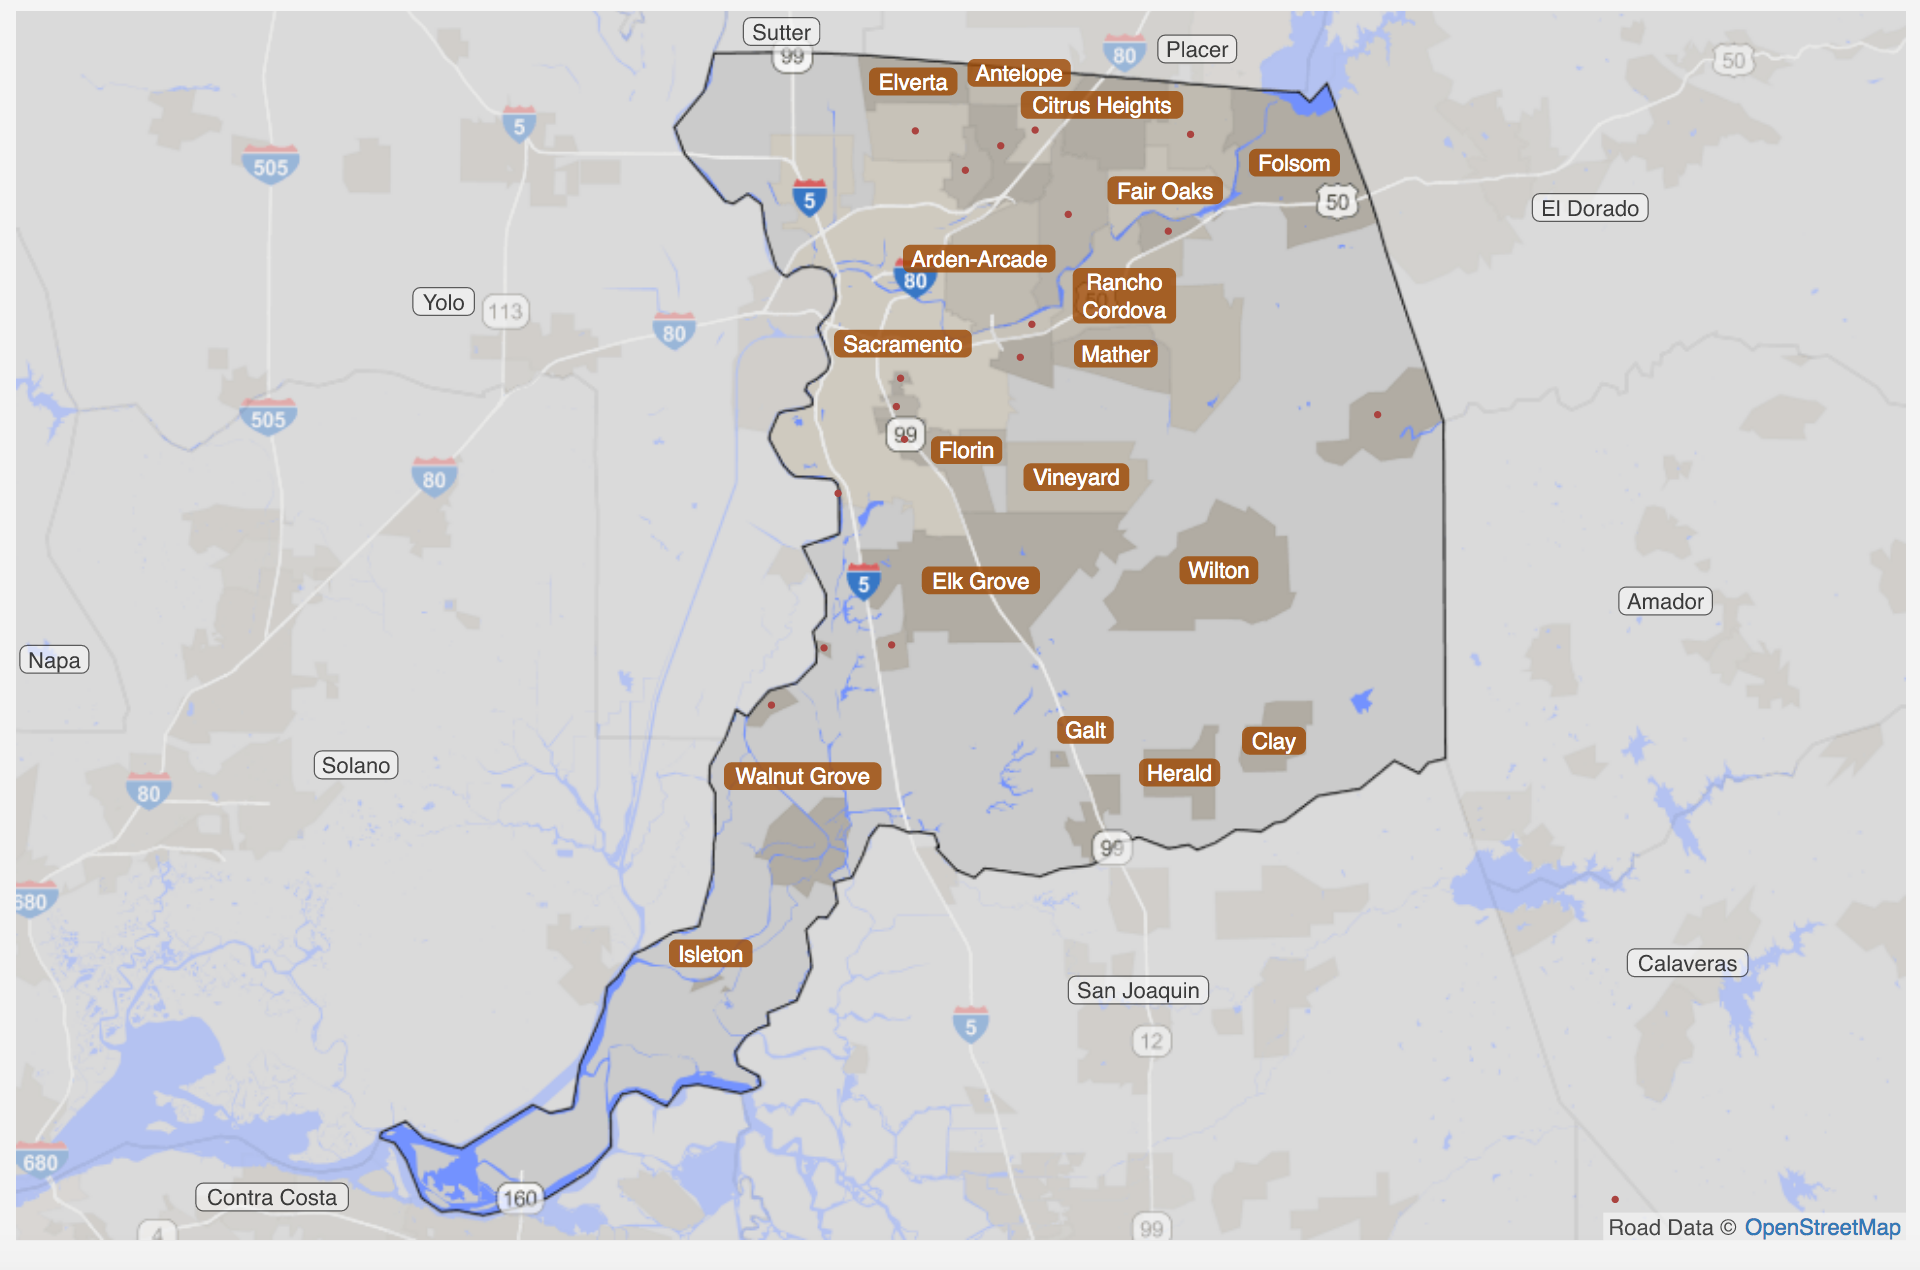 Sutter
99
80
Placer
50
Elverta
Antelope
Citrus Heights
5
505
Folsom
Fair Oaks
5
50
El Dorado
Arden-Arcade
80
Rancho
Cordova
Yolo
113
80
Sacramento
Mather
505
99
Florin
80
Vineyard
5
Elk Grove
Wilton
Amador
Napa
Galt
Clay
Solano
Walnut Grove
Herald
80
99
680
Isleton
Calaveras
San Joaquin
5
12
680
Contra Costa
160
4
99
Road Data © OpenStreetMap